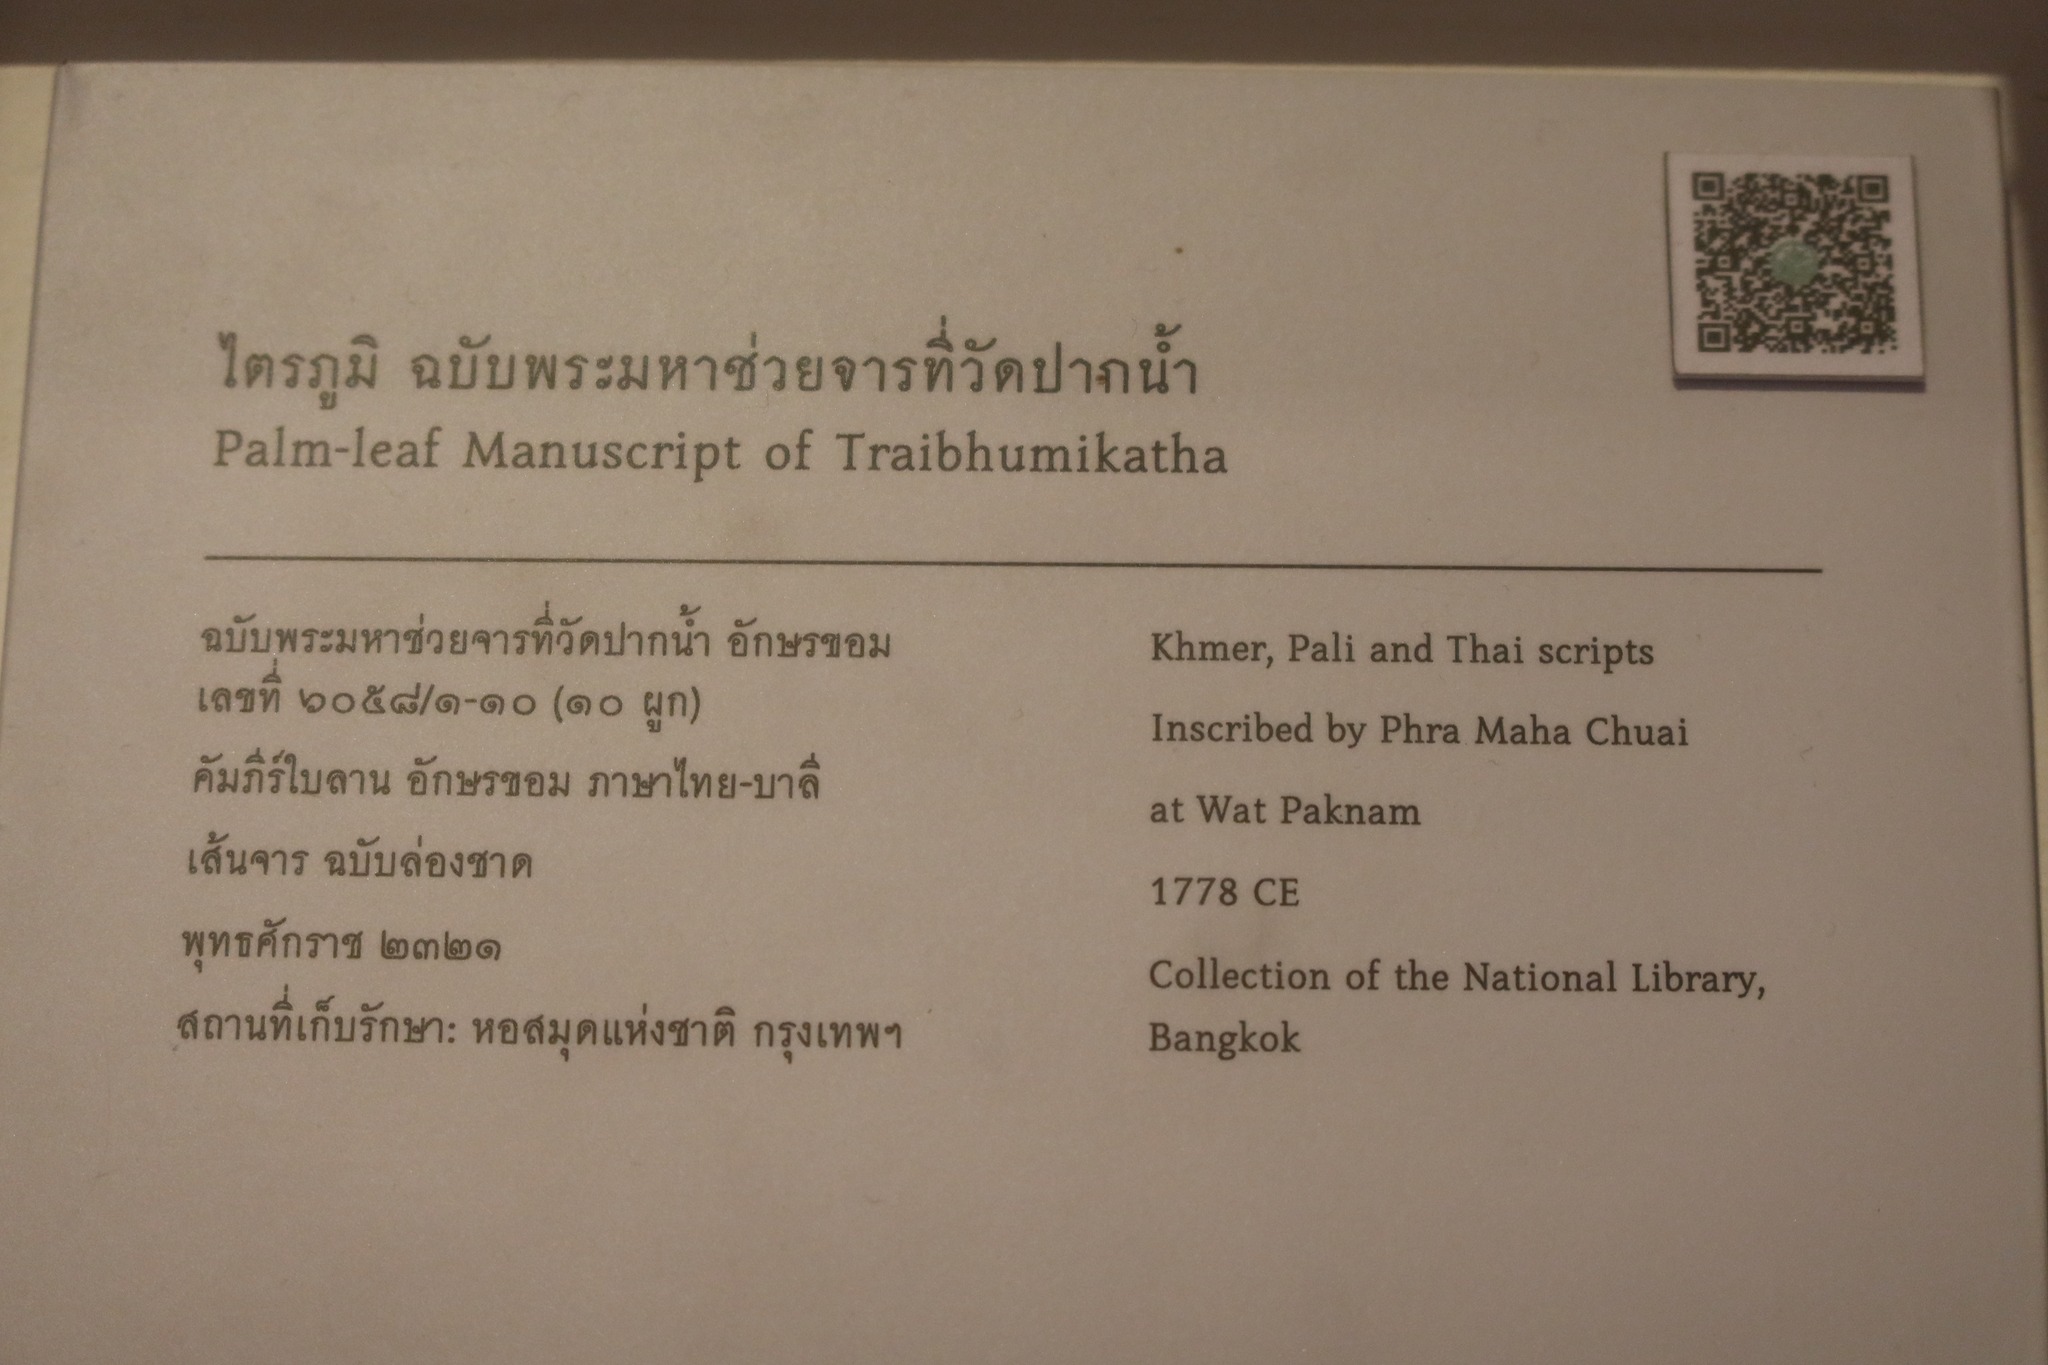 ไตรภูมิ ฉบับพระมหาช่วยจารที่วัดปากน้ำ
Palm-leaf Manuscript of Traibhumikatha
ฉบับพระมหาช่วยจารที่วัดปากน้ำ อักษรขอม
เลขที่ ๖๐๕๘/๑-๑๐ (๑๐ ผูก)
คัมภีร์ใบลาน อักษรขอม ภาษาไทย-บาลี
เส้นจาร ฉบับล่องชาด
พุทธศักราช ๒๓๒๑
สถานที่เก็บรักษา: หอสมุดแห่งชาติ กรุงเทพฯ
Khmer, Pali and Thai scripts
Inscribed by Phra Maha Chuai
at Wat Paknam
1778 CE
Collection of the National Library,
Bangkok